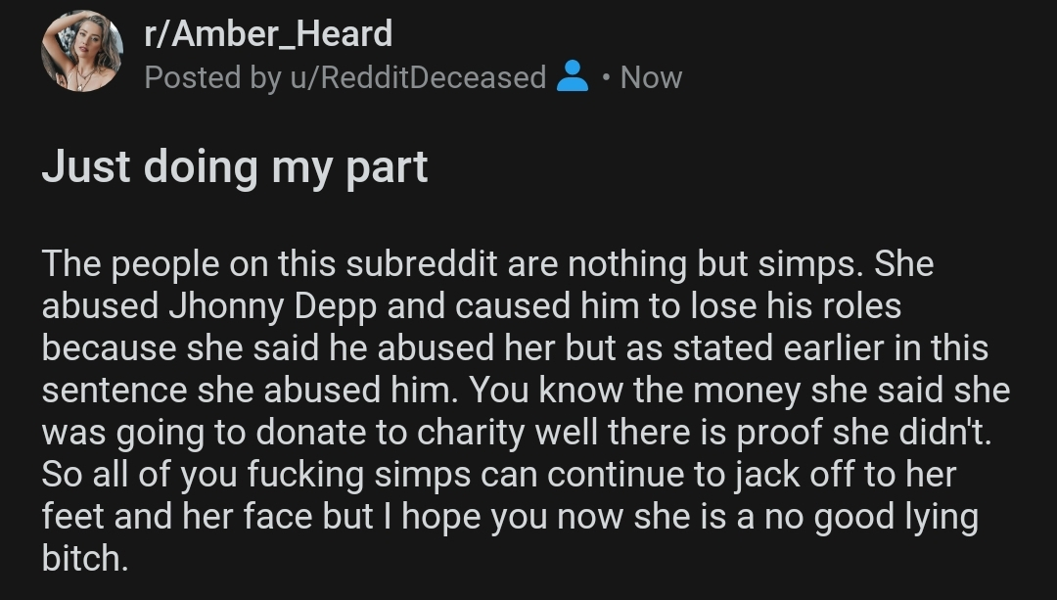 r/Amber_Heard
Posted by u/RedditDeceased • Now
Just doing my part
The people on this subreddit are nothing but simps. She
abused Jhonny Depp and caused him to lose his roles
because she said he abused her but as stated earlier in this
sentence she abused him. You know the money she said she
was going to donate to charity well there is proof she didn't.
So all of you fucking simps can continue to jack off to her
feet and her face but I hope you now she is a no good lying
bitch.